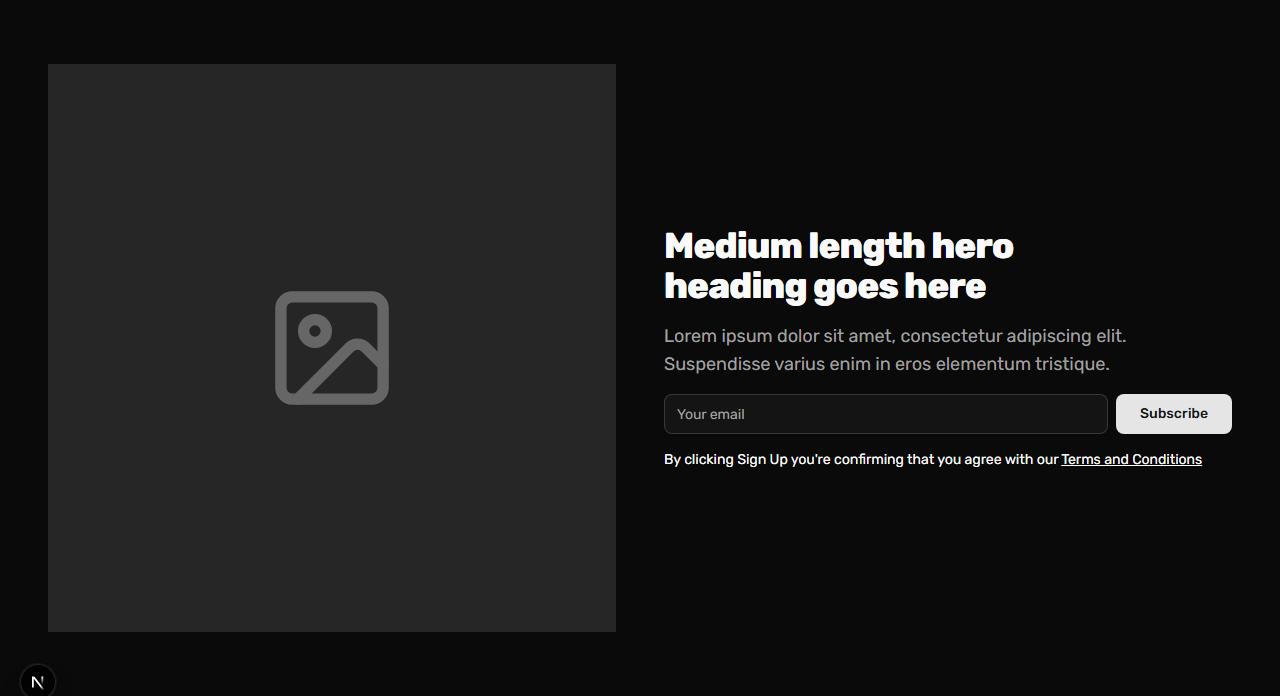 Medium length hero
heading goes here
Lorem ipsum dolor sit amet, consectetur adipiscing elit.
Suspendisse varius enim in eros elementum tristique.
Your email
Subscribe
By clicking Sign Up you're confirming that you agree with our Terms and Conditions
N